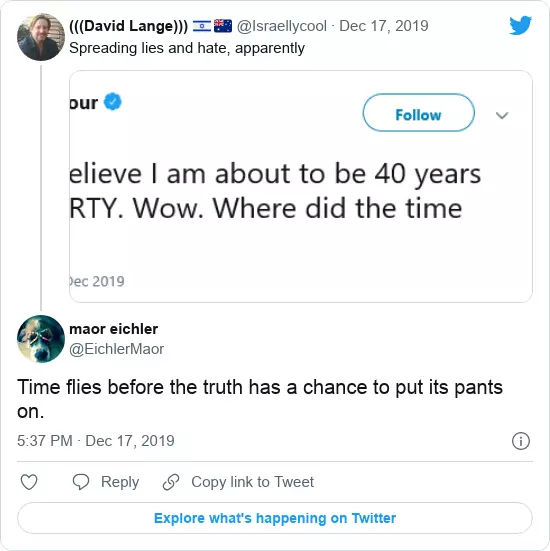 (((David Lange))) 🇮🇱🇦🇺 @Israellycool · Dec 17, 2019
Spreading lies and hate, apparently
our
Follow
elieve I am about to be 40 years
RTY. Wow. Where did the time
Dec 2019
maor eichler
@EichlerMaor
Time flies before the truth has a chance to put its pants
on.
5:37 PM · Dec 17, 2019
Reply
Copy link to Tweet
Explore what's happening on Twitter